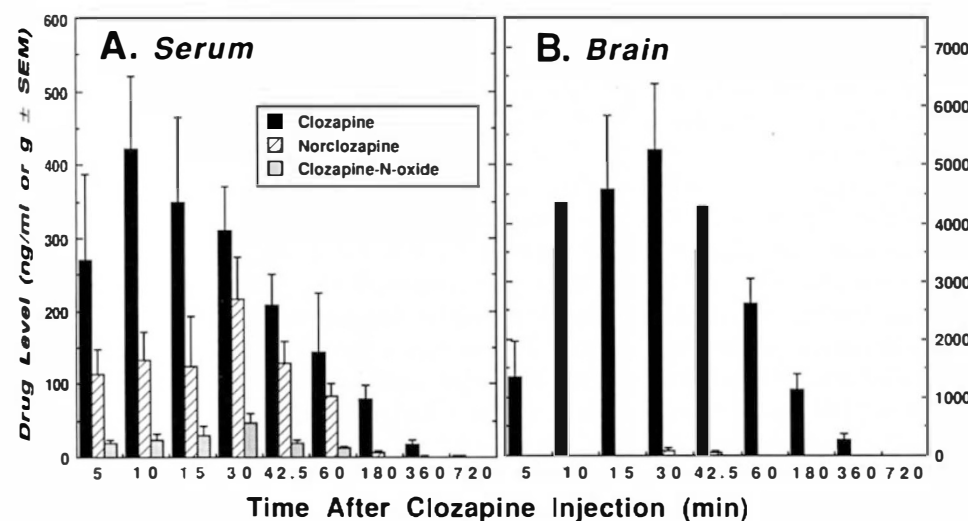 A. Serum
B. Brain
Drug Level (ng/ml or g ± SEM)
600
500
400
300
200
100
0
Clozapine
Norclozapine
Clozapine-N-oxide
7000
6000
5000
4000
3000
2000
1000
0
5 10 15 30 42.5 60 180 360 720
5 10 15 30 42.5 60 180 360 720
Time After Clozapine Injection (min)